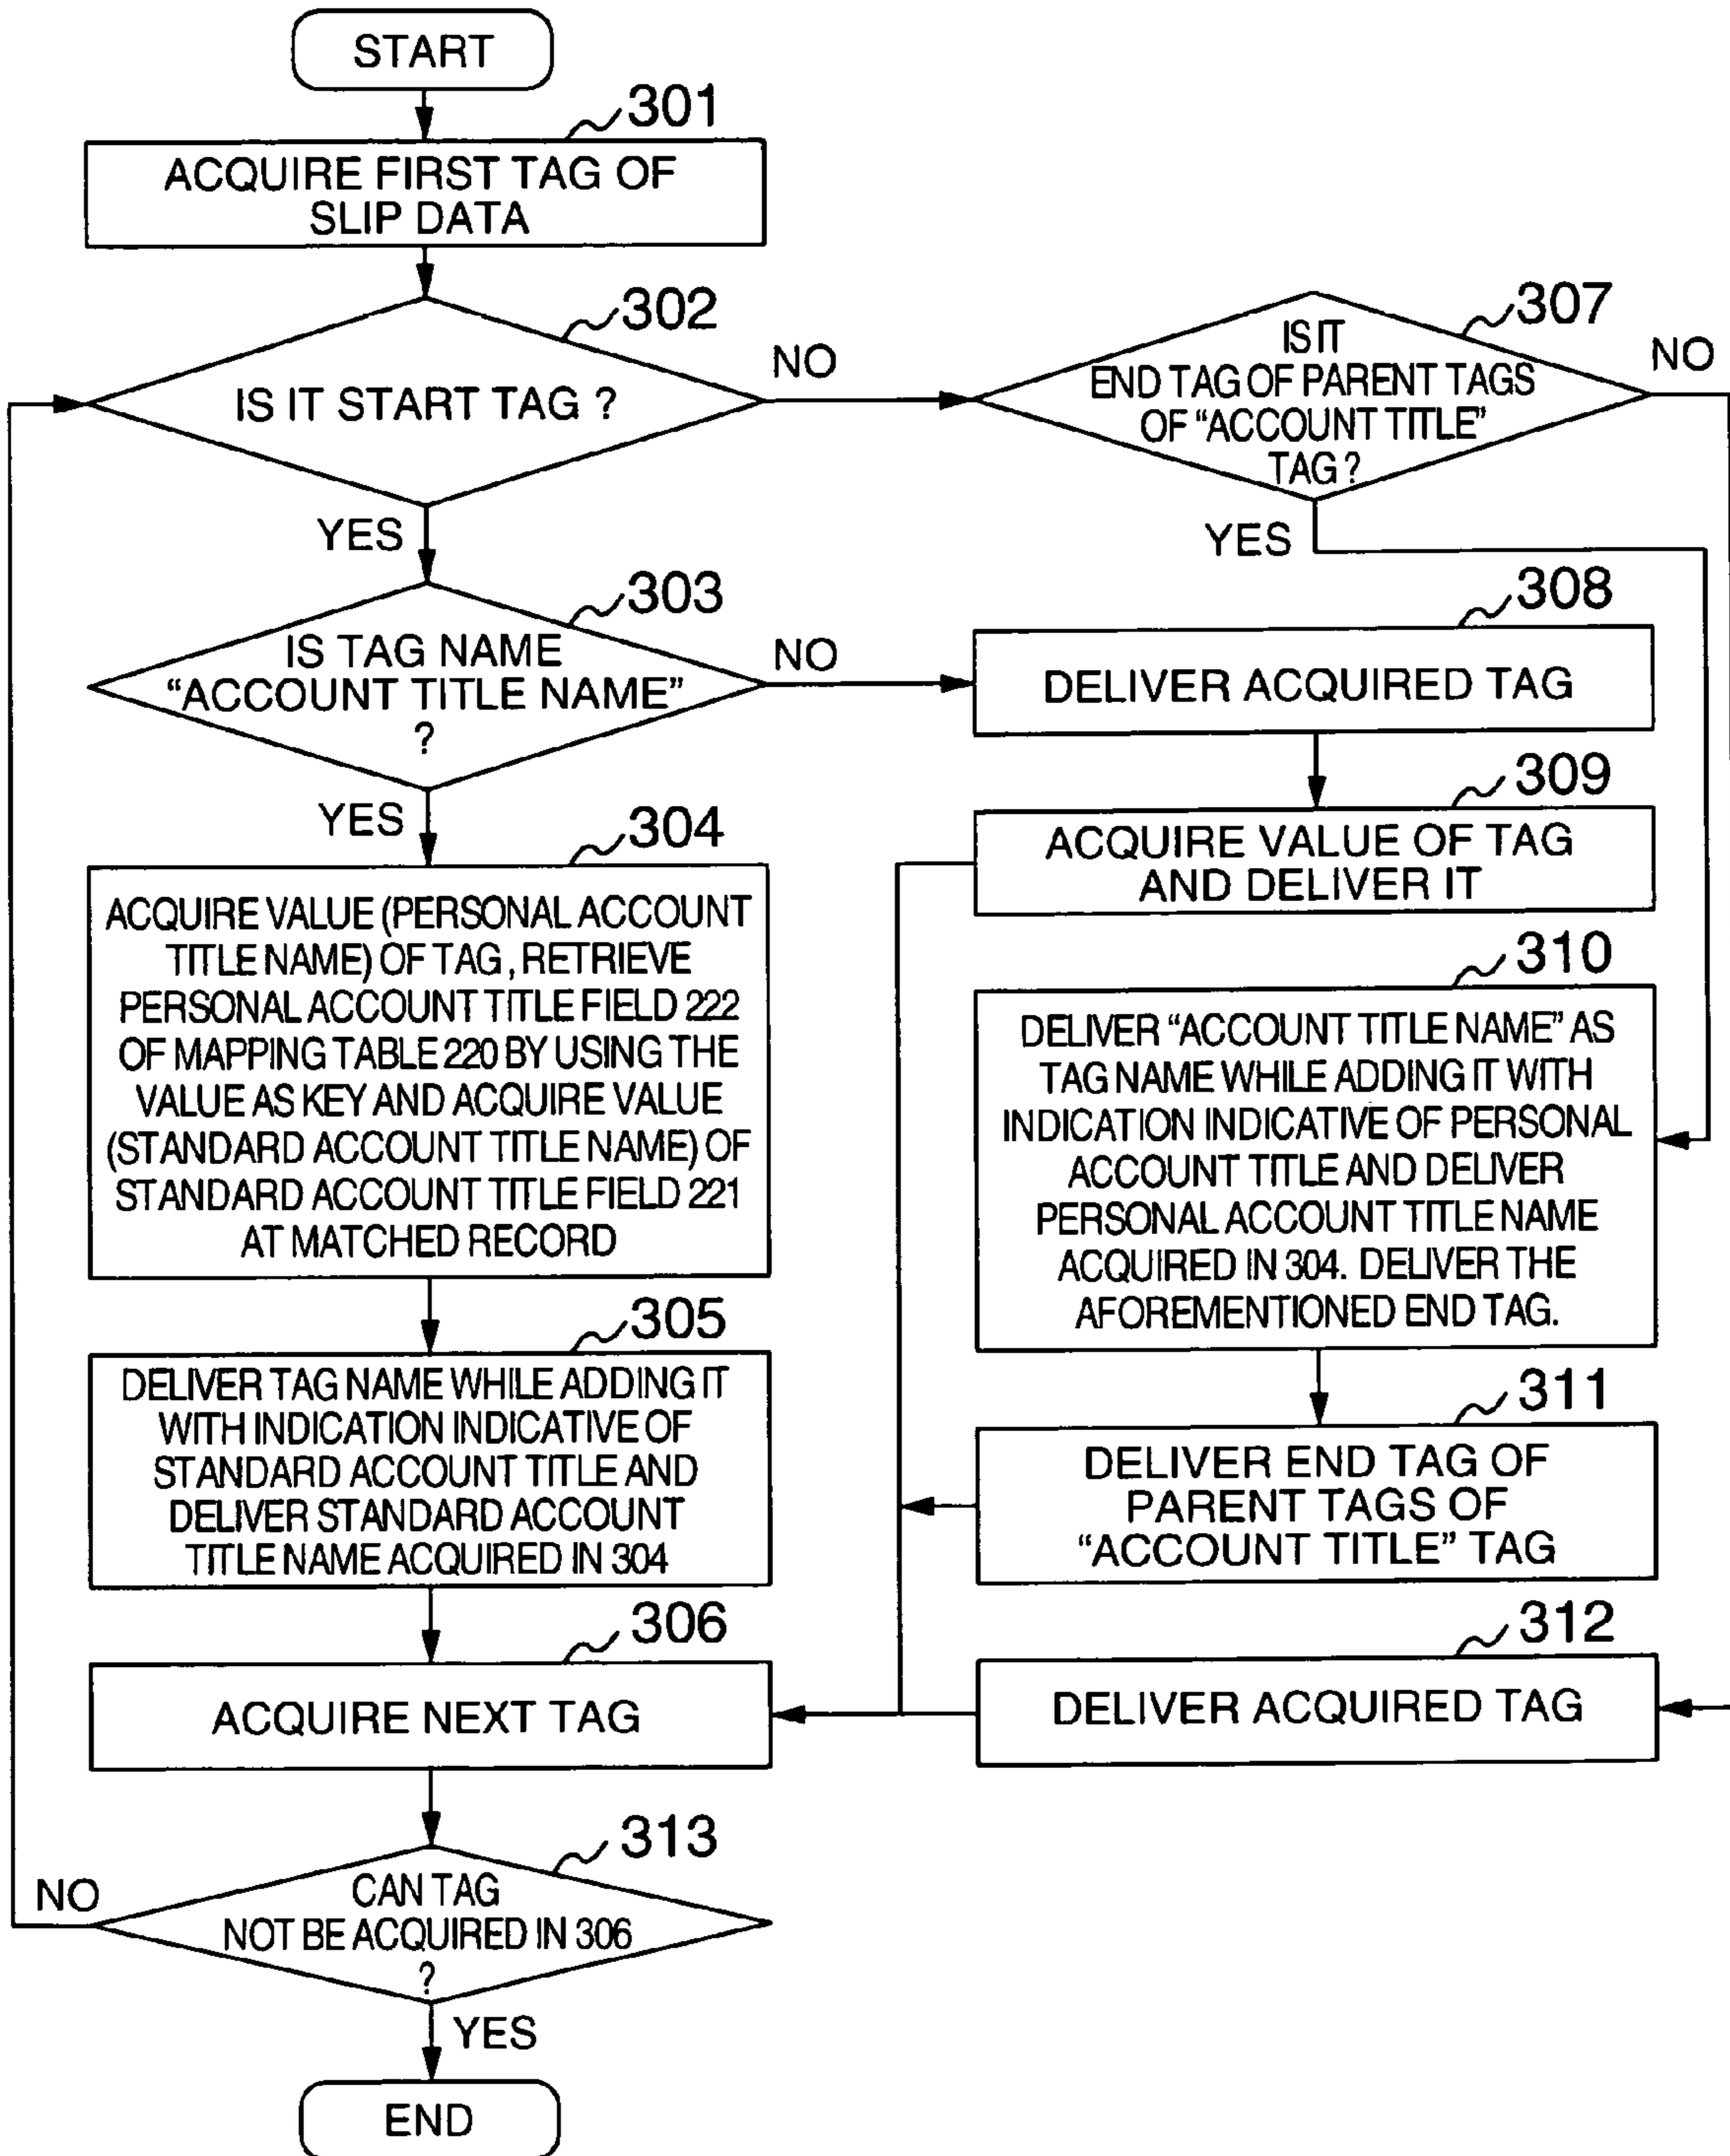 START
301
ACQUIRE FIRST TAG OF
SLIP DATA
302
IS IT START TAG ?
NO
YES
307
IS IT
END TAG OF PARENT TAGS
OF “ACCOUNT TITLE”
TAG ?
NO
YES
303
IS TAG NAME
“ACCOUNT TITLE NAME”
?
NO
YES
308
DELIVER ACQUIRED TAG
309
ACQUIRE VALUE OF TAG
AND DELIVER IT
304
ACQUIRE VALUE (PERSONAL ACCOUNT
TITLE NAME) OF TAG, RETRIEVE
PERSONAL ACCOUNT TITLE FIELD 222
OF MAPPING TABLE 220 BY USING THE
VALUE AS KEY AND ACQUIRE VALUE
(STANDARD ACCOUNT TITLE NAME) OF
STANDARD ACCOUNT TITLE FIELD 221
AT MATCHED RECORD
310
DELIVER “ACCOUNT TITLE NAME” AS
TAG NAME WHILE ADDING IT WITH
INDICATION INDICATIVE OF PERSONAL
ACCOUNT TITLE AND DELIVER
PERSONAL ACCOUNT TITLE NAME
ACQUIRED IN 304. DELIVER THE
AFOREMENTIONED END TAG.
305
DELIVER TAG NAME WHILE ADDING IT
WITH INDICATION INDICATIVE OF
STANDARD ACCOUNT TITLE AND
DELIVER STANDARD ACCOUNT
TITLE NAME ACQUIRED IN 304
311
DELIVER END TAG OF
PARENT TAGS OF
“ACCOUNT TITLE” TAG
306
ACQUIRE NEXT TAG
312
DELIVER ACQUIRED TAG
313
CAN TAG
NOT BE ACQUIRED IN 306
?
NO
YES
END